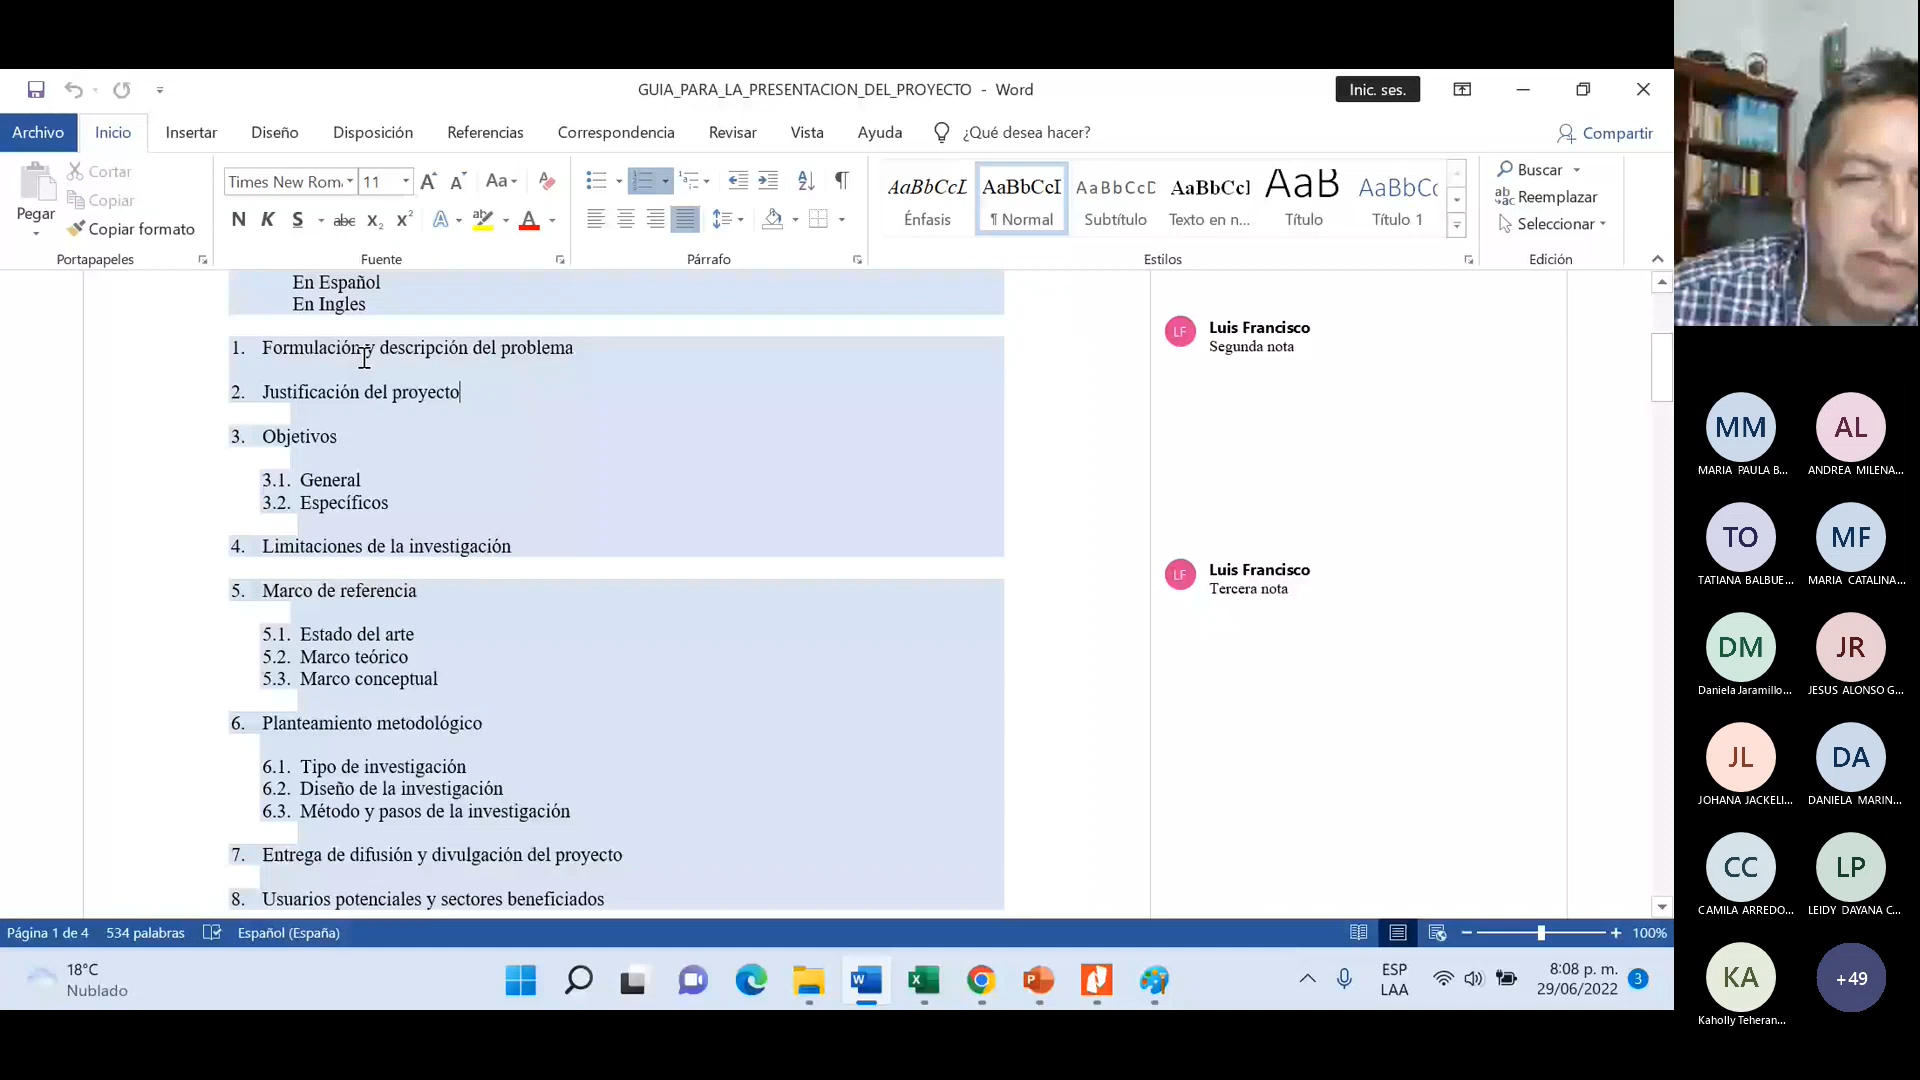 GUIA_PARA_LA_PRESENTACION_DEL_PROYECTO - Word
Inic. ses.
Archivo Inicio Insertar Diseño Disposición Referencias Correspondencia Revisar Vista Ayuda ¿Qué desea hacer? Compartir
Pegar
Cortar
Copiar
Copiar formato
Portapapeles
Times New Rom 11
Aa
N K S abc x₂ x² A A
Fuente
Párrafo
AaBbCcI AaBbCcI AaBbCcD AaBbCcI AaB AaBbCc
Énfasis ¶ Normal Subtítulo Texto en n... Título Título 1
Estilos
Buscar
Reemplazar
Seleccionar
Edición
En Español
En Ingles
1. Formulación y descripción del problema
2. Justificación del proyecto
3. Objetivos
3.1. General
3.2. Específicos
4. Limitaciones de la investigación
5. Marco de referencia
5.1. Estado del arte
5.2. Marco teórico
5.3. Marco conceptual
6. Planteamiento metodológico
6.1. Tipo de investigación
6.2. Diseño de la investigación
6.3. Método y pasos de la investigación
7. Entrega de difusión y divulgación del proyecto
8. Usuarios potenciales y sectores beneficiados
LF Luis Francisco
Segunda nota
LF Luis Francisco
Tercera nota
Página 1 de 4 534 palabras Español (España) 100%
18°C
Nublado
ESP
LAA
8:08 p. m.
29/06/2022
3
MM AL
MARIA PAULA B... ANDREA MILENA...
TO MF
TATIANA BALBUE... MARIA CATALINA...
DM JR
Daniela Jaramillo... JESUS ALONSO G...
JL DA
JOHANA JACKELI... DANIELA MARIN...
CC LP
CAMILA ARREDO... LEIDY DAYANA C...
KA +49
Kaholly Teheran...